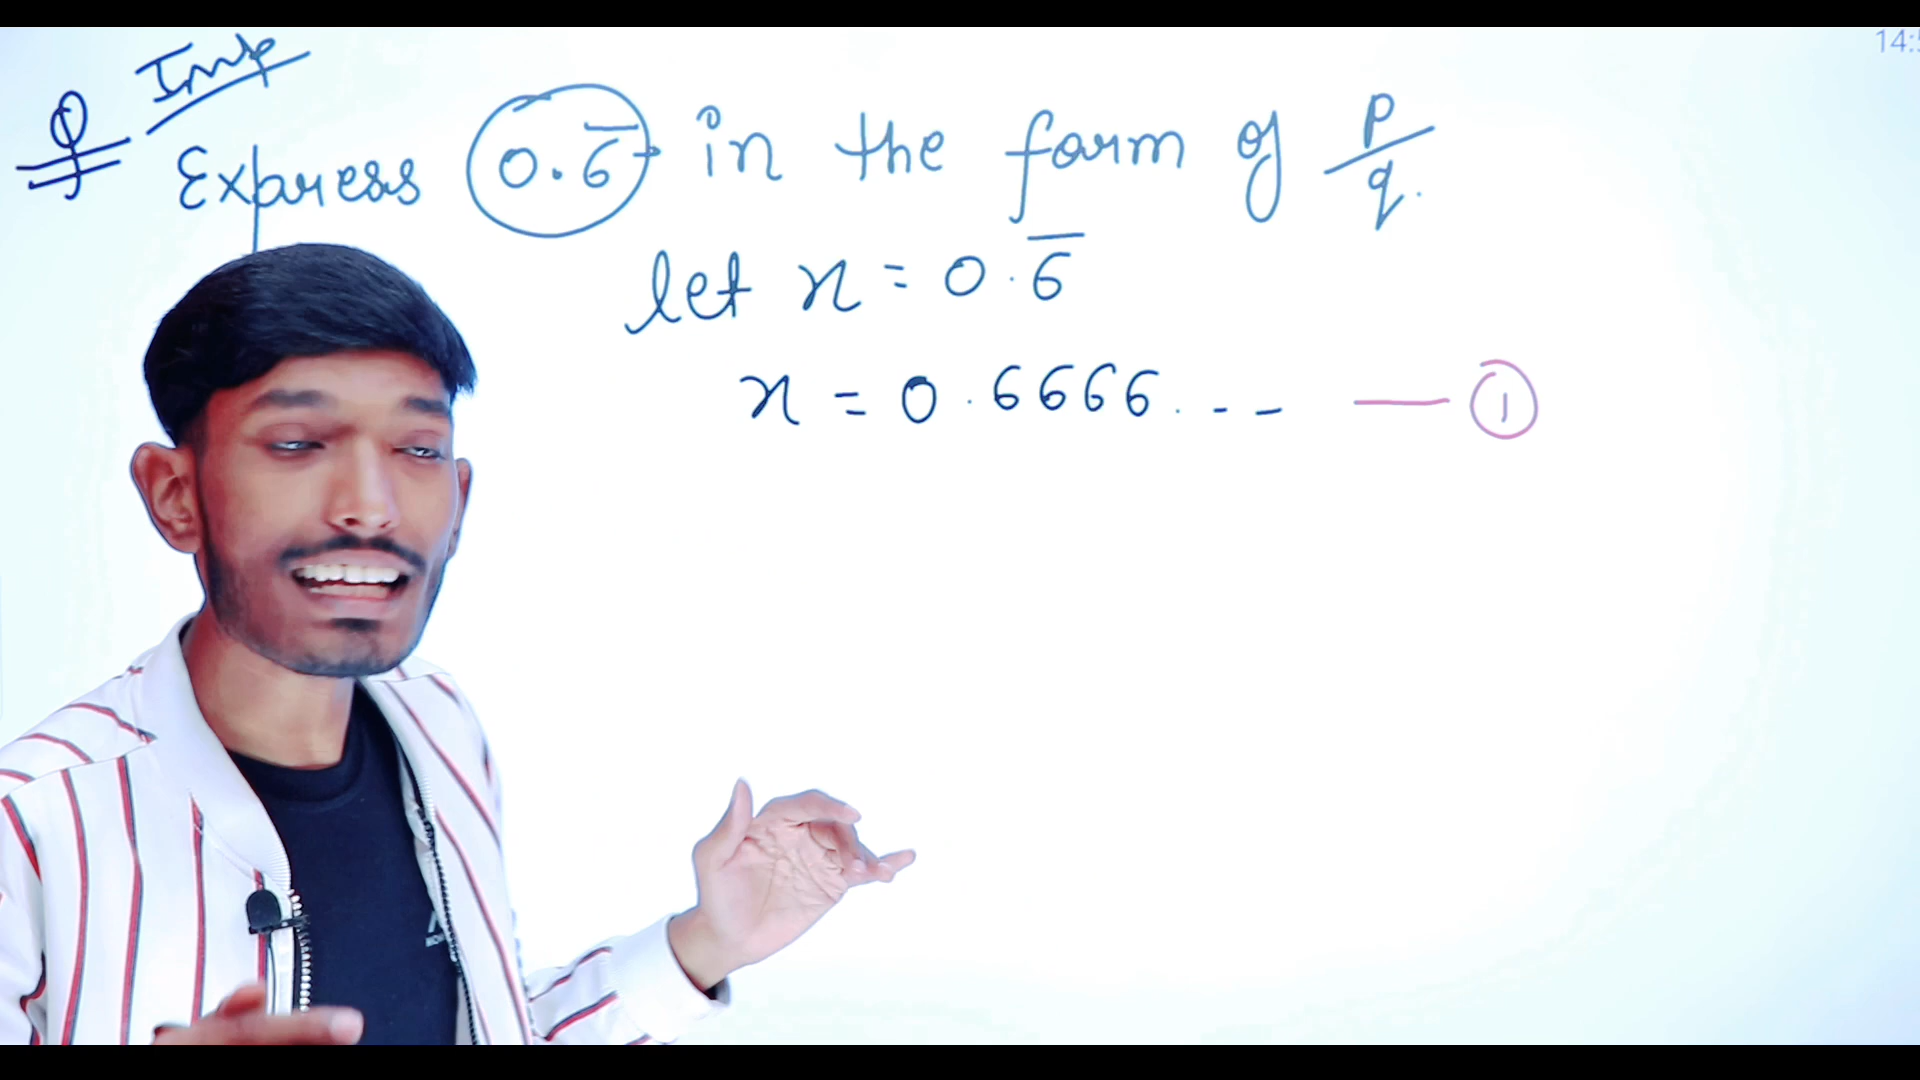 Imp
Q Express 0.6̅ in the form of p/q.
let x = 0.6̅
x = 0.6666... — ①